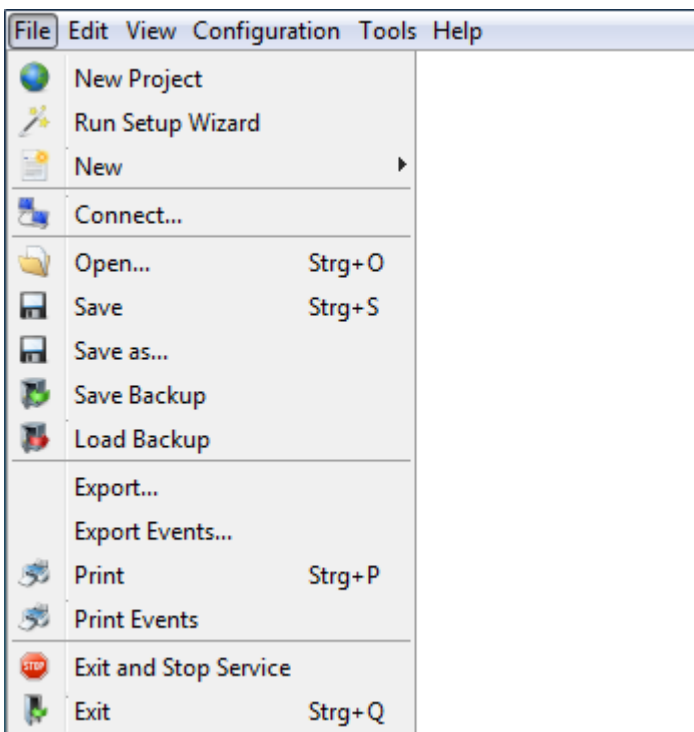 File Edit View Configuration Tools Help
New Project
Run Setup Wizard
New
Connect...
Open... Strg+O
Save Strg+S
Save as...
Save Backup
Load Backup
Export...
Export Events...
Print Strg+P
Print Events
STOP Exit and Stop Service
Exit Strg+Q